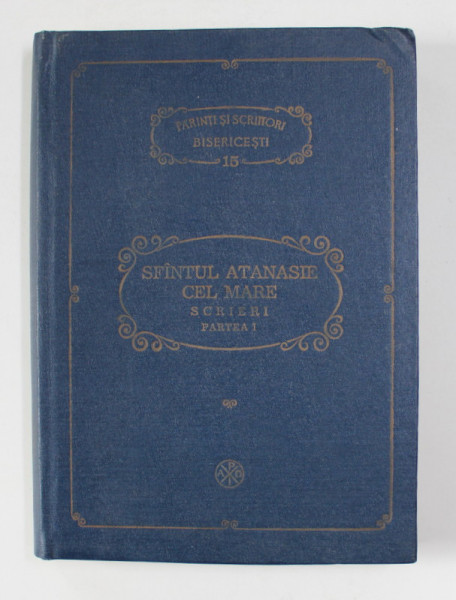 PĂRINȚI ȘI SCRIITORI
BISERICEȘTI
15
SFÎNTUL ATANASIE
CEL MARE
SCRIERI
PARTEA I